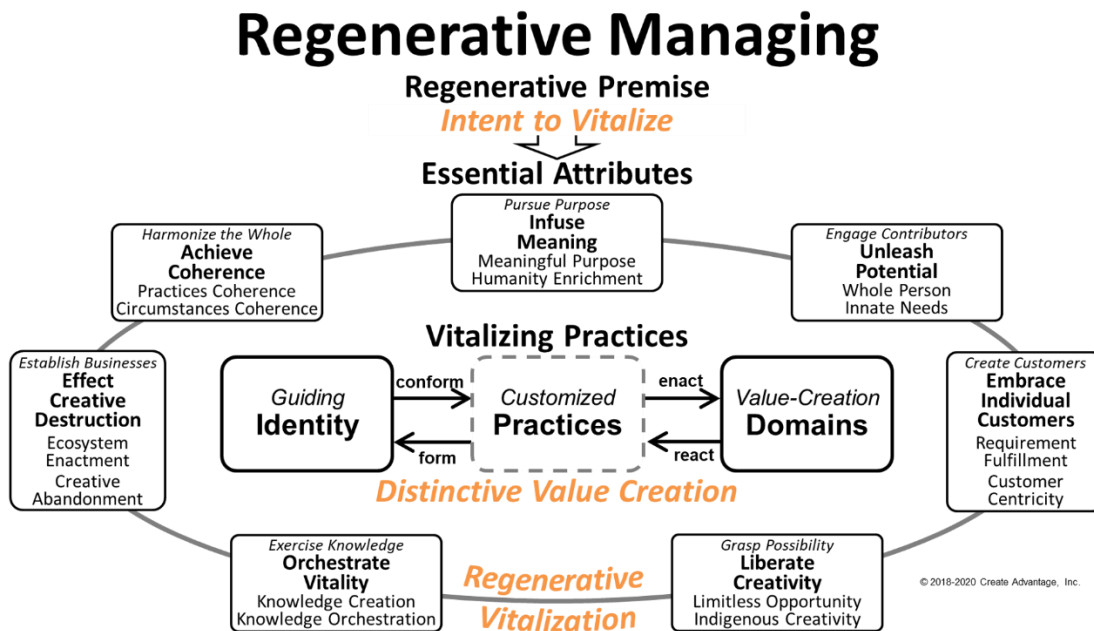 Regenerative Managing
Regenerative Premise
Intent to Vitalize
Essential Attributes
Pursue Purpose
Infuse
Meaning
Meaningful Purpose
Humanity Enrichment
Harmonize the Whole
Achieve
Coherence
Practices Coherence
Circumstances Coherence
Engage Contributors
Unleash
Potential
Whole Person
Innate Needs
Establish Businesses
Effect
Creative
Destruction
Ecosystem
Enactment
Creative
Abandonment
Vitalizing Practices
Guiding
Identity
conform
form
Customized
Practices
enact
react
Value-Creation
Domains
Distinctive Value Creation
Create Customers
Embrace
Individual
Customers
Requirement
Fulfillment
Customer
Centricity
Exercise Knowledge
Orchestrate
Vitality
Knowledge Creation
Knowledge Orchestration
Regenerative
Vitalization
Grasp Possibility
Liberate
Creativity
Limitless Opportunity
Indigenous Creativity
© 2018-2020 Create Advantage, Inc.